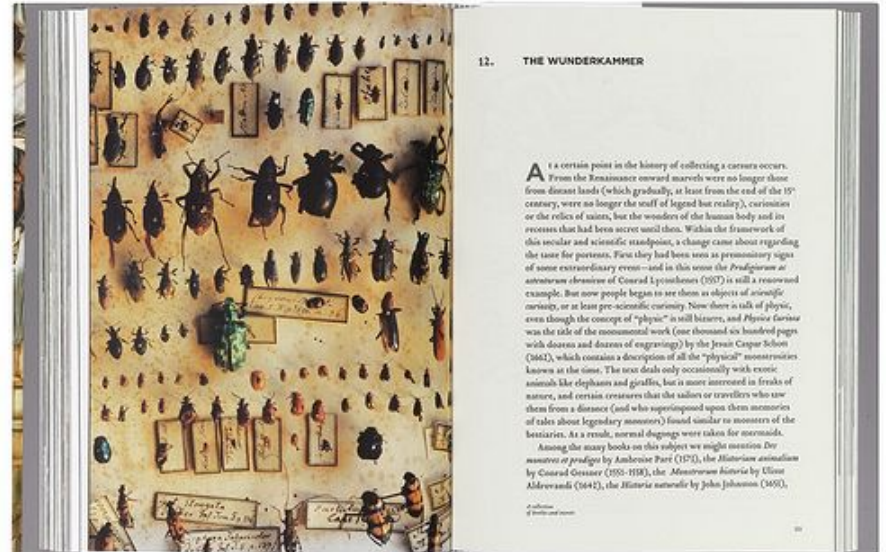 12. THE WUNDERKAMMER
At a certain point in the history of collecting a caesura occurs.
From the Renaissance onward marvels were no longer those
from distant lands (which gradually, at least from the end of the 15th
century, were no longer the stuff of legend but reality), curiosities
or the relics of saints, but the wonders of the human body and its
recesses that had been secret until then. Within the framework of
this secular and scientific standpoint, a change came about regarding
the taste for portents. First they had been seen as premonitory signs
of some extraordinary event—and in this sense the Prodigiorum ac
ostentorum chronicon of Conrad Lycosthenes (1557) is still a renowned
example. But now people began to see them as objects of scientific
curiosity, or at least pre-scientific curiosity. Now there is talk of physic,
even though the concept of "physic" is still bizarre, and Physica Curiosa
was the title of the monumental work (one thousand six hundred pages
with dozens and dozens of engravings) by the Jesuit Caspar Schott
(1662), which contains a description of all the "physical" monstrosities
known at the time. The text deals only occasionally with exotic
animals like elephants and giraffes, but is more interested in freaks of
nature, and certain creatures that the sailors or travellers who saw
them from a distance (and who superimposed upon them memories
of tales about legendary monsters) found similar to monsters of the
bestiaries. As a result, normal dugongs were taken for mermaids.
Among the many books on this subject we might mention Des
monstres et prodiges by Ambroise Paré (1573), the Historium animalium
by Conrad Gessner (1551-1558), the Monstrorum historia by Ulisse
Aldrovandi (1642), the Historia naturalis by John Johnston (1653),
A collection
of beetles and insects